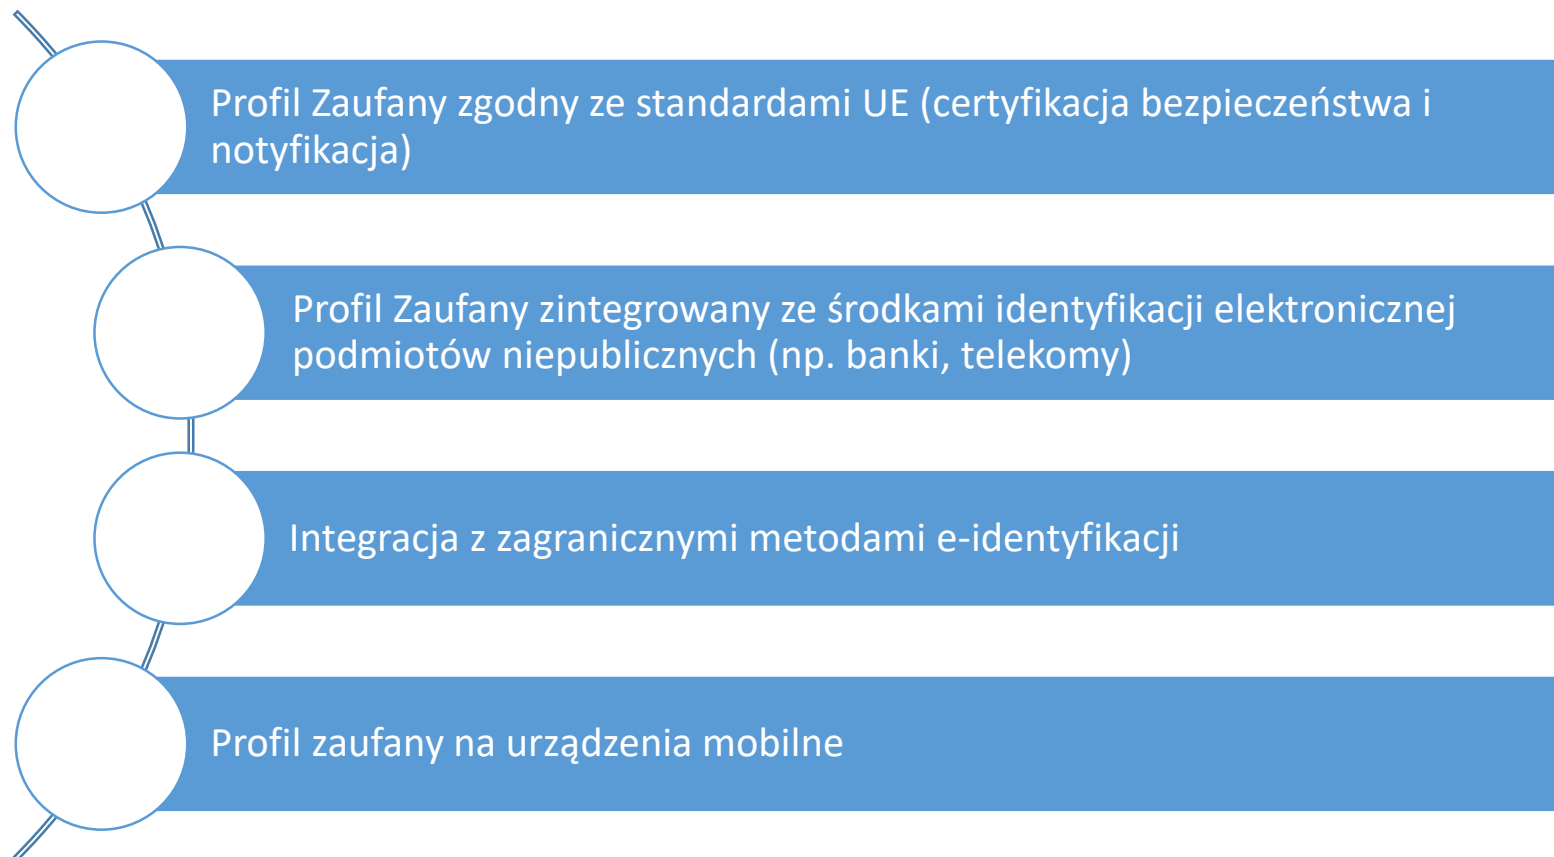 Profil Zaufany zgodny ze standardami UE (certyfikacja bezpieczeństwa i
notyfikacja)
Profil Zaufany zintegrowany ze środkami identyfikacji elektronicznej
podmiotów niepublicznych (np. banki, telekomy)
Integracja z zagranicznymi metodami e-identyfikacji
Profil zaufany na urządzenia mobilne